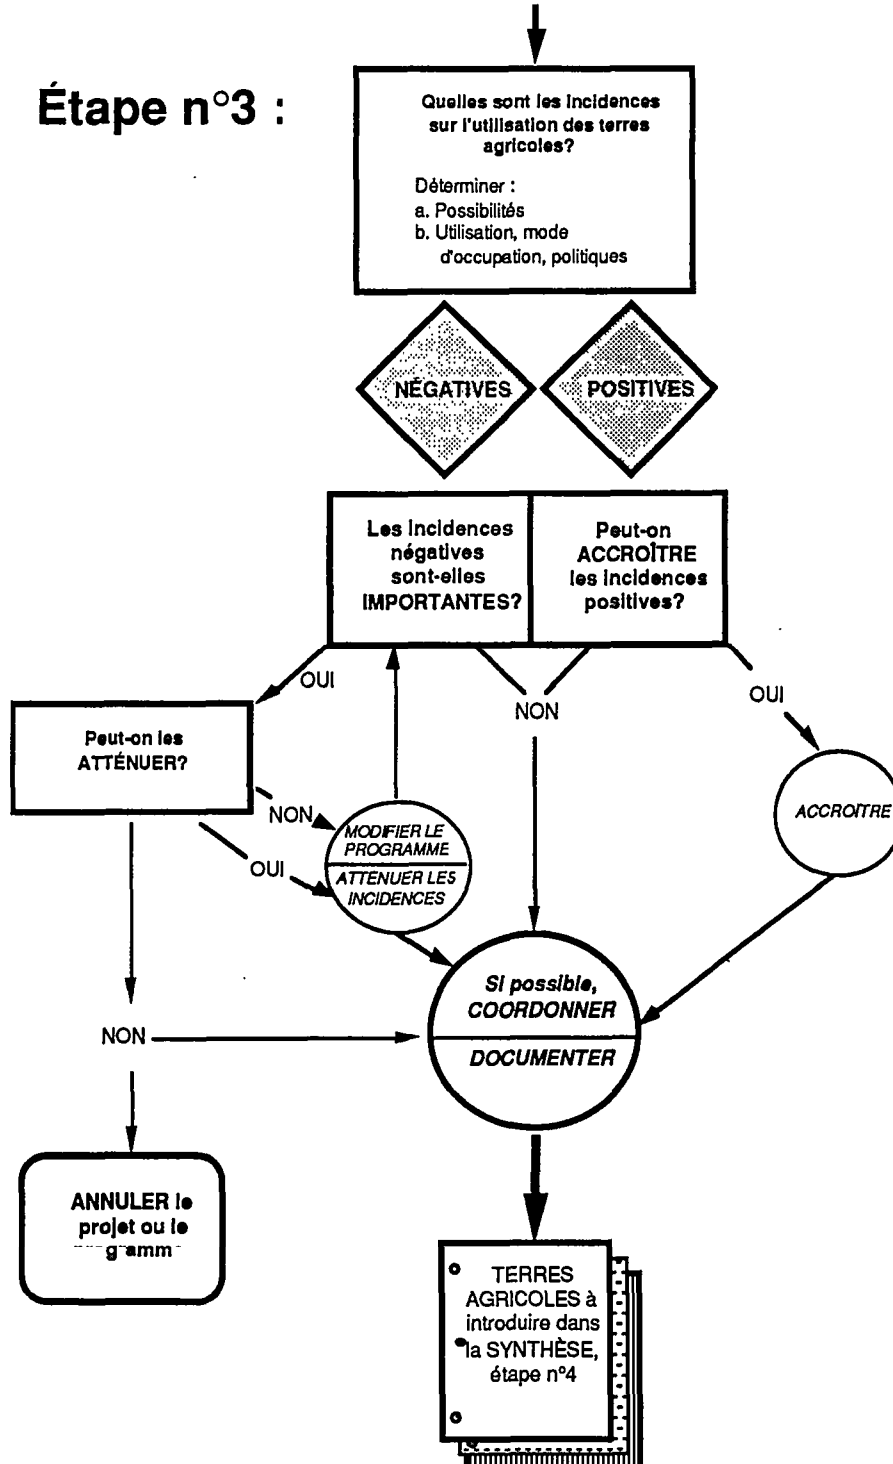 Étape n°3 :
Quelles sont les incidences
sur l'utilisation des terres
agricoles?
Déterminer :
a. Possibilités
b. Utilisation, mode
d'occupation, politiques
NÉGATIVES
POSITIVES
Les incidences
négatives
sont-elles
IMPORTANTES?
Peut-on
ACCROÎTRE
les incidences
positives?
OUI
NON
OUI
Peut-on les
ATTÉNUER?
NON
OUI
MODIFIER LE
PROGRAMME
ATTÉNUER LES
INCIDENCES
ACCROÎTRE
Si possible,
COORDONNER
DOCUMENTER
NON
ANNULER le
projet ou le
TERRES
AGRICOLES à
introduire dans
la SYNTHÈSE,
étape n°4